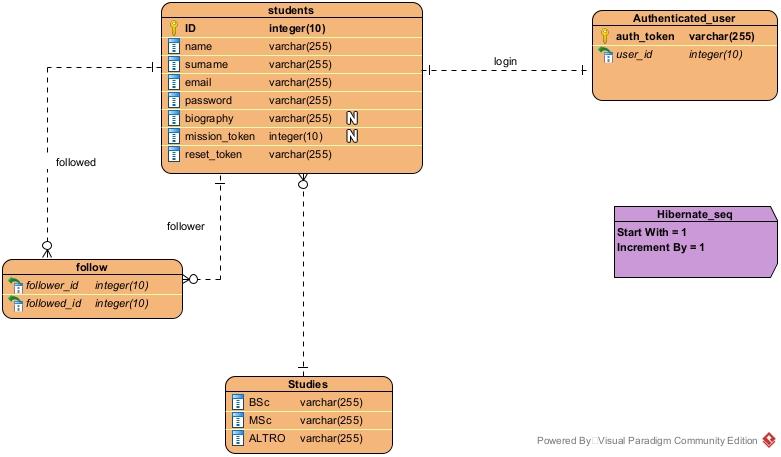 students
ID integer(10)
name varchar(255)
surname varchar(255)
email varchar(255)
password varchar(255)
biography varchar(255) N
mission_token integer(10) N
reset_token varchar(255)
Authenticated_user
auth_token varchar(255)
user_id integer(10)
login
followed
follower
Hibernate_seq
Start With = 1
Increment By = 1
follow
follower_id integer(10)
followed_id integer(10)
Studies
BSc varchar(255)
MSc varchar(255)
ALTRO varchar(255)
Powered By Visual Paradigm Community Edition